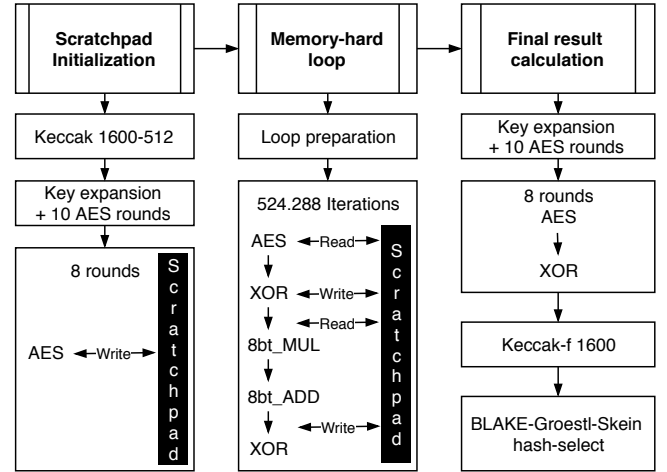 Scratchpad
Initialization
Keccak 1600-512
Key expansion
+ 10 AES rounds
8 rounds
AES
Write
Scratchpad
Memory-hard
loop
Loop preparation
524.288 Iterations
AES
Read
XOR
Write
Read
8bt_MUL
8bt_ADD
Write
XOR
Scratchpad
Final result
calculation
Key expansion
+ 10 AES rounds
8 rounds
AES
XOR
Keccak-f 1600
BLAKE-Groestl-Skein
hash-select